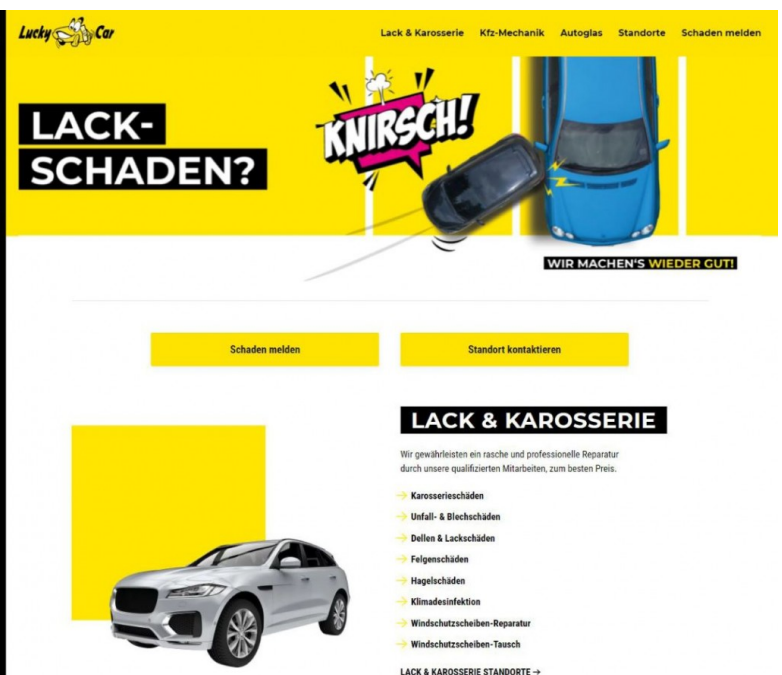 Lucky Car
Lack & Karosserie Kfz-Mechanik Autoglas Standorte Schaden melden
LACK-
SCHADEN?
KNIRSCH!
WIR MACHEN'S WIEDER GUT!
Schaden melden Standort kontaktieren
LACK & KAROSSERIE
Wir gewährleisten ein rasche und professionelle Reparatur
durch unsere qualifizierten Mitarbeiten, zum besten Preis.
→ Karosserieschäden
→ Unfall- & Blechschäden
→ Dellen & Lackschäden
→ Felgenschäden
→ Hagelschäden
→ Klimadesinfektion
→ Windschutzscheiben-Reparatur
→ Windschutzscheiben-Tausch
LACK & KAROSSERIE STANDORTE →